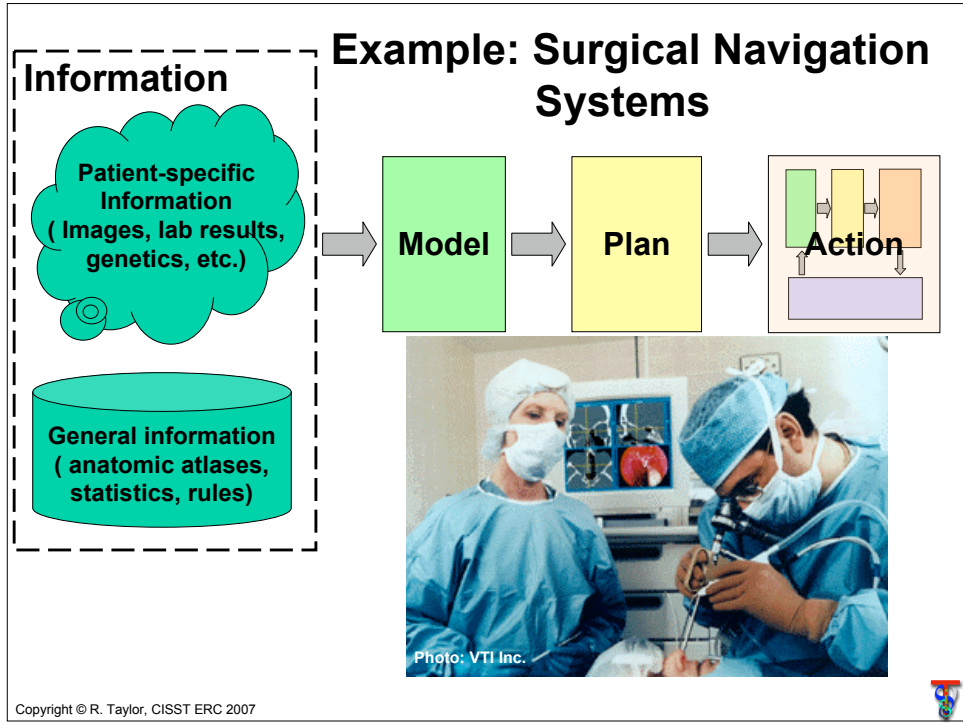 Example: Surgical Navigation
Systems
Information
Patient-specific
Information
( Images, lab results,
genetics, etc.)
General information
( anatomic atlases,
statistics, rules)
Model
Plan
Action
Photo: VTI Inc.
Copyright © R. Taylor, CISST ERC 2007